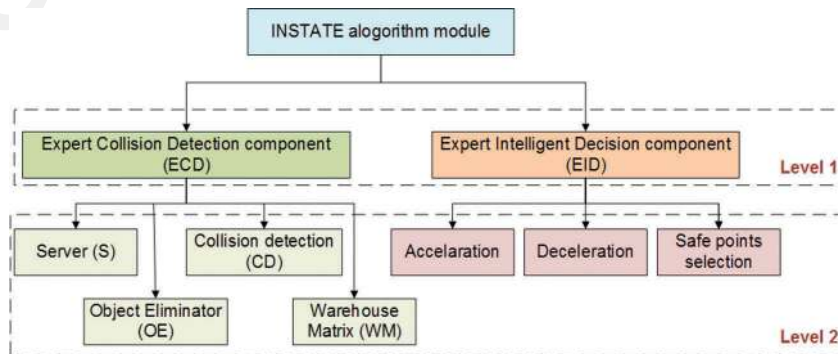 INSTATE alogorithm module
Expert Collision Detection component
(ECD)
Expert Intelligent Decision component
(EID)
Level 1
Server (S)
Collision detection
(CD)
Accelaration
Deceleration
Safe points
selection
Object Eliminator
(OE)
Warehouse
Matrix (WM)
Level 2